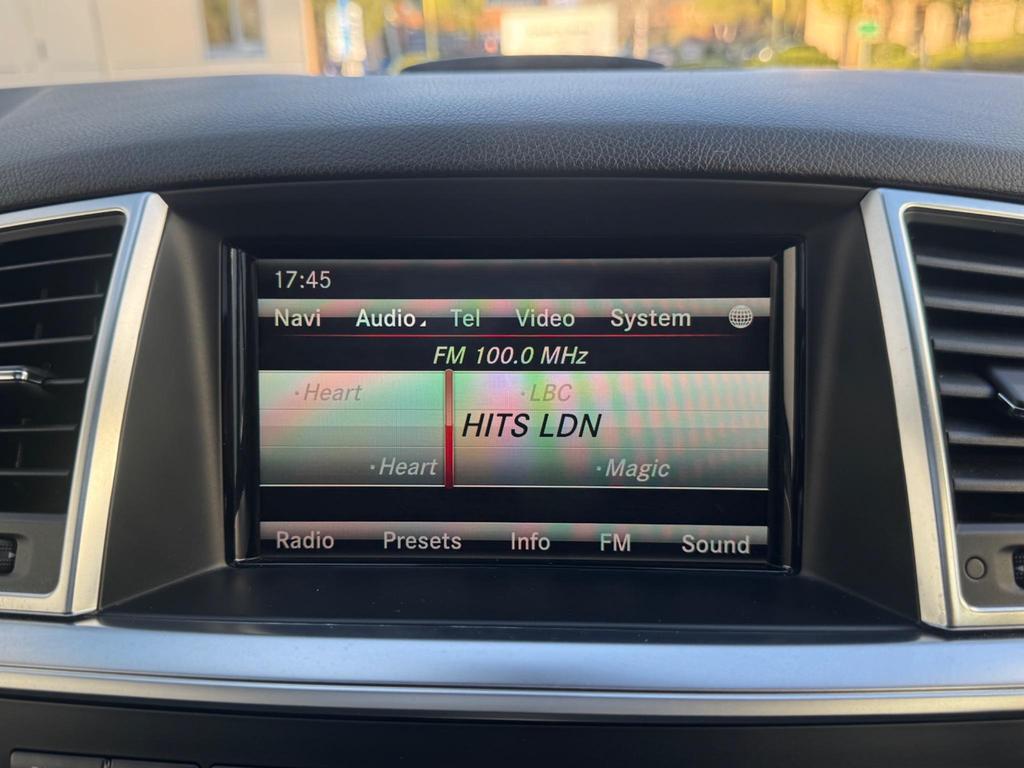 17:45
Navi Audio Tel Video System
FM 100.0 MHz
·Heart ·LBC
HITS LDN
·Heart ·Magic
Radio Presets Info FM Sound